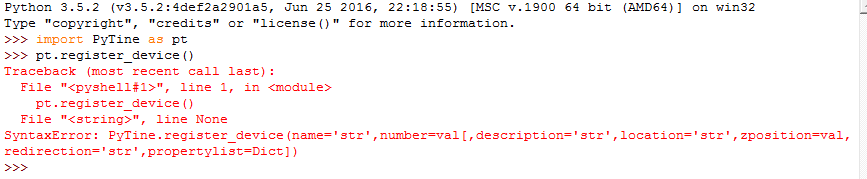 Python 3.5.2 (v3.5.2:4def2a2901a5, Jun 25 2016, 22:18:55) [MSC v.1900 64 bit (AMD64)] on win32
Type "copyright", "credits" or "license()" for more information.
>>> import PyTine as pt
>>> pt.register_device()
Traceback (most recent call last):
  File "<pyshell#1>", line 1, in <module>
    pt.register_device()
  File "<string>", line None
SyntaxError: PyTine.register_device(name='str',number=val[,description='str',location='str',zposition=val,
redirection='str',propertylist=Dict])
>>>